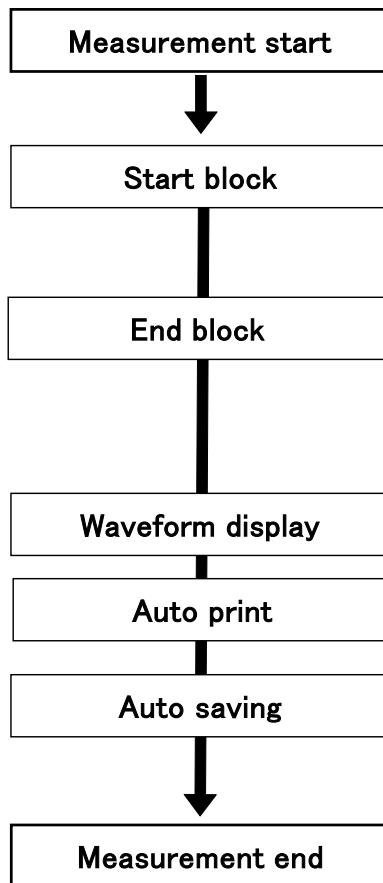 Measurement start
Start block
End block
Waveform display
Auto print
Auto saving
Measurement end